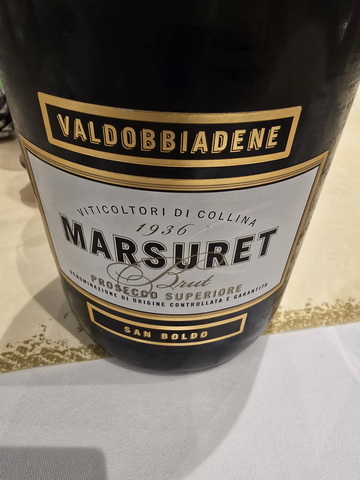 VALDOBBIADENE
VITICOLTORI DI COLLINA
1936
MARSURET
Brut
PROSECCO SUPERIORE
DENOMINAZIONE DI ORIGINE CONTROLLATA E GARANTITA
SAN BOLDO